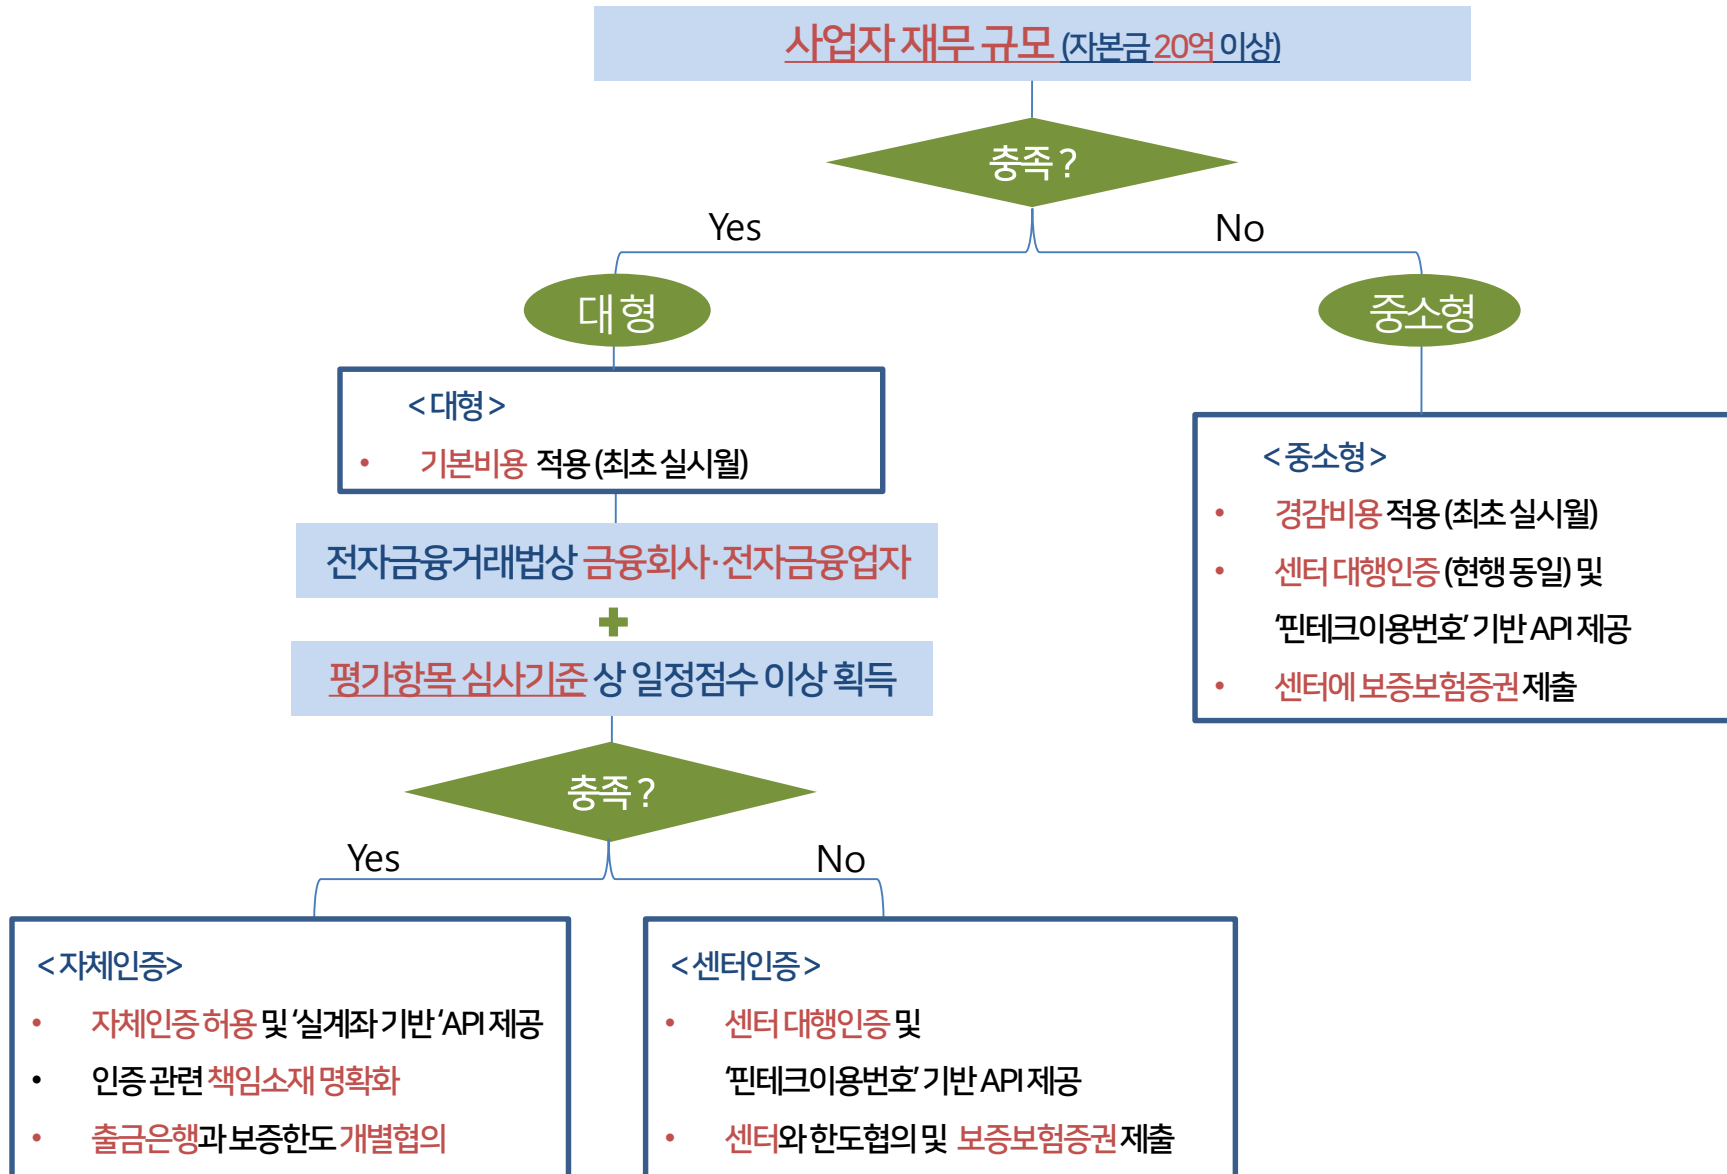 사업자 재무 규모 (자본금 20억 이상)
충족 ?
Yes
No
대 형
중소형
< 대형 >
• 기본비용 적용 (최초 실시월)
< 중소형 >
• 경감비용 적용 (최초 실시월)
• 센터 대행인증 (현행 동일) 및
‘핀테크이용번호’ 기반 API 제공
• 센터에 보증보험증권 제출
전자금융거래법상 금융회사·전자금융업자
평가항목 심사기준 상 일정점수 이상 획득
충족 ?
Yes
No
< 자체인증>
• 자체인증 허용 및 ‘실계좌 기반 ‘API 제공
• 인증 관련 책임소재 명확화
• 출금은행과 보증한도 개별협의
< 센터인증 >
• 센터 대행인증 및
‘핀테크이용번호’ 기반 API 제공
• 센터와 한도협의 및 보증보험증권 제출